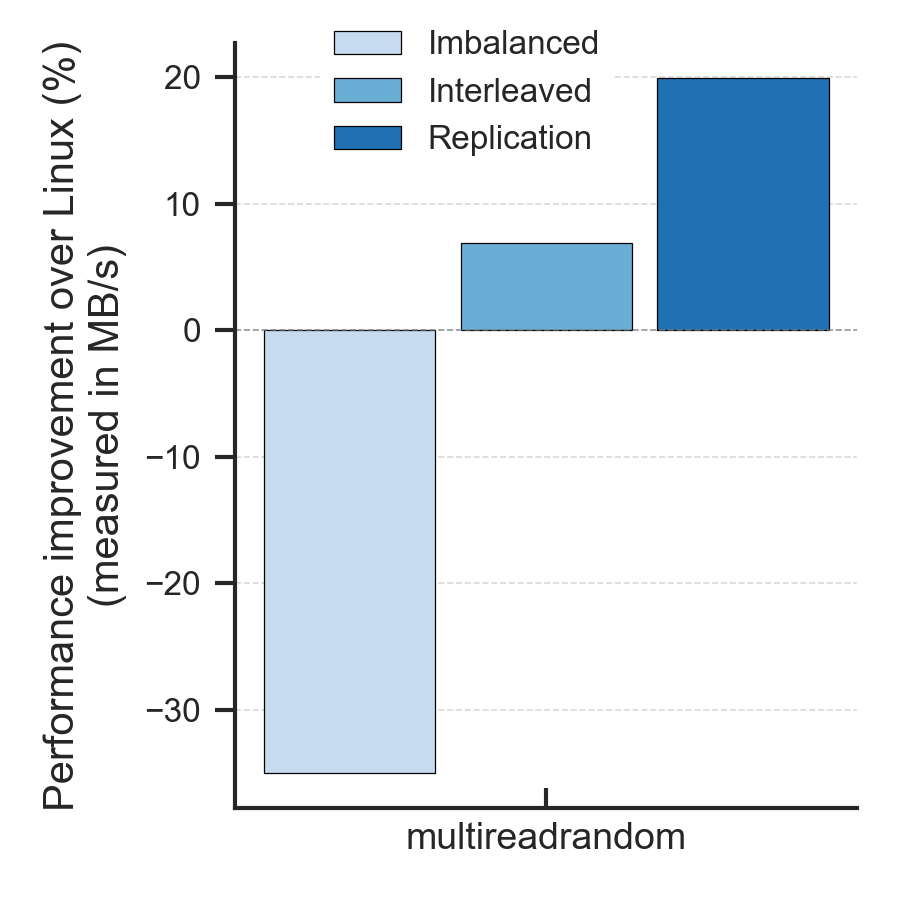 Performance improvement over Linux (%)
(measured in MB/s)
Imbalanced
Interleaved
Replication
20
10
0
−10
−20
−30
multireadrandom